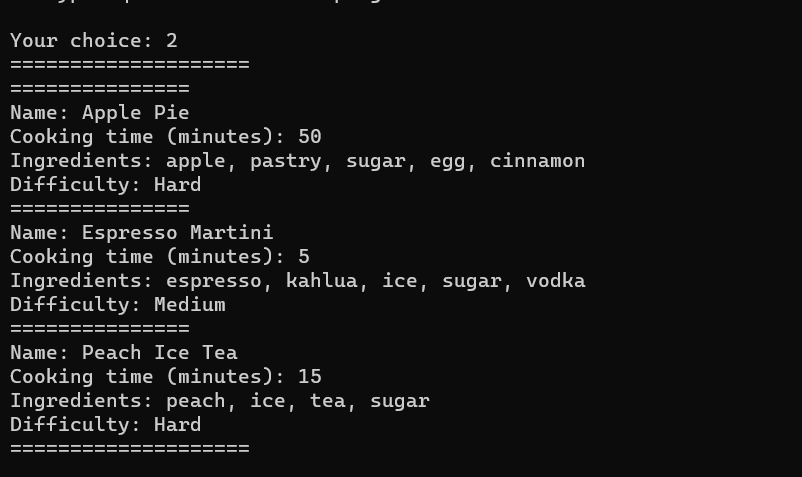 Your choice: 2
====================
===============
Name: Apple Pie
Cooking time (minutes): 50
Ingredients: apple, pastry, sugar, egg, cinnamon
Difficulty: Hard
===============
Name: Espresso Martini
Cooking time (minutes): 5
Ingredients: espresso, kahlua, ice, sugar, vodka
Difficulty: Medium
===============
Name: Peach Ice Tea
Cooking time (minutes): 15
Ingredients: peach, ice, tea, sugar
Difficulty: Hard
====================